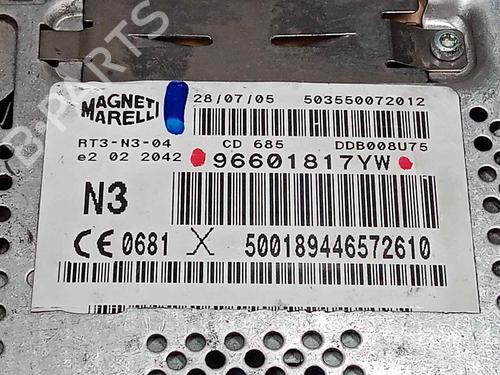 MAGNETI MARELLI
28/07/05 503550072012
RT3-N3-04 CD 685 DDB008U75
e2 02 2042 96601817YW
N3
CE 0681 X 500189446572610
B-PARTS